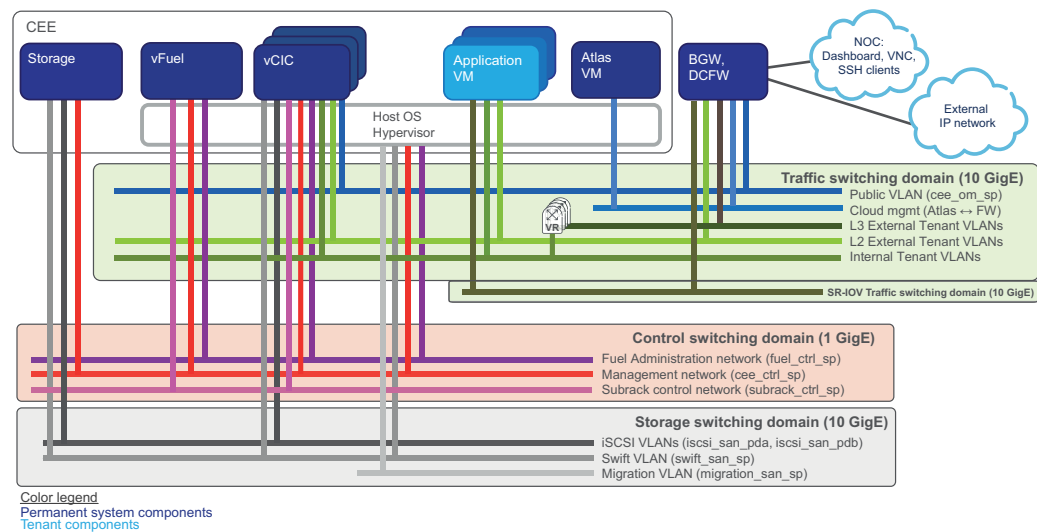 CEE
Storage
vFuel
vCIC
Application
VM
Atlas
VM
BGW,
DCFW
NOC:
Dashboard, VNC,
SSH clients
External
IP network
Host OS
Hypervisor
Traffic switching domain (10 GigE)
Public VLAN (cee_om_sp)
Cloud mgmt (Atlas ↔ FW)
VR
L3 External Tenant VLANs
L2 External Tenant VLANs
Internal Tenant VLANs
SR-IOV Traffic switching domain (10 GigE)
Control switching domain (1 GigE)
Fuel Administration network (fuel_ctrl_sp)
Management network (cee_ctrl_sp)
Subrack control network (subrack_ctrl_sp)
Storage switching domain (10 GigE)
iSCSI VLANs (iscsi_san_pda, iscsi_san_pdb)
Swift VLAN (swift_san_sp)
Migration VLAN (migration_san_sp)
Color legend
Permanent system components
Tenant components